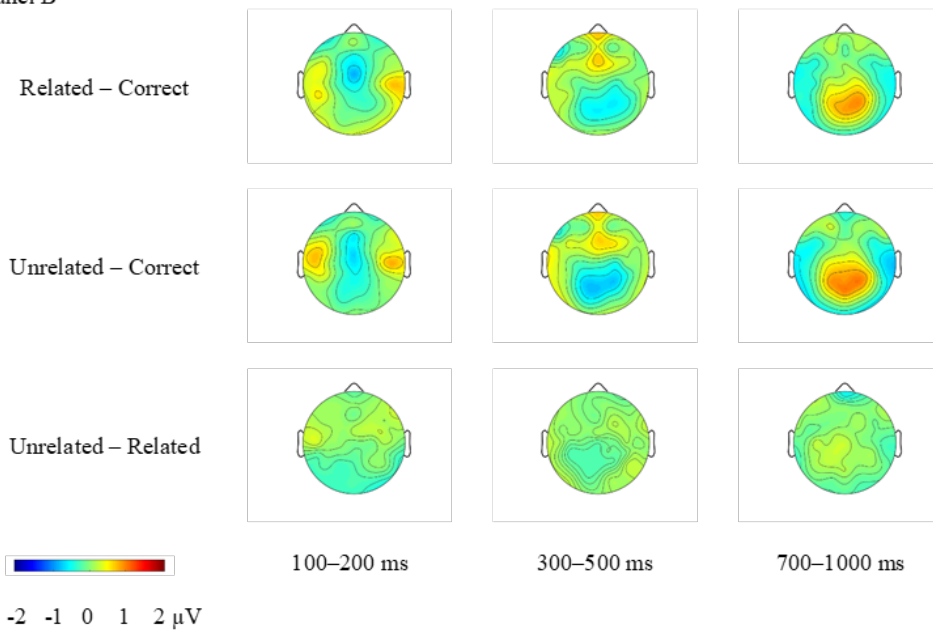 Related – Correct
Unrelated – Correct
Unrelated – Related
100–200 ms 300–500 ms 700–1000 ms
-2 -1 0 1 2 μV